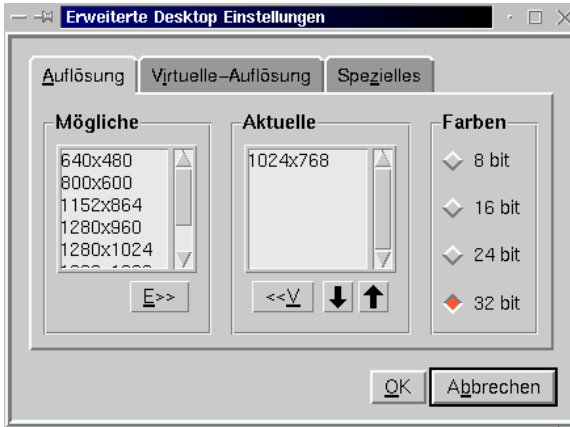 Erweiterte Desktop Einstellungen
Auflösung
Virtuelle-Auflösung
Spezielles
Mögliche
640x480
800x600
1152x864
1280x960
1280x1024
E>>
Aktuelle
1024x768
<<V
Farben
8 bit
16 bit
24 bit
32 bit
OK
Abbrechen